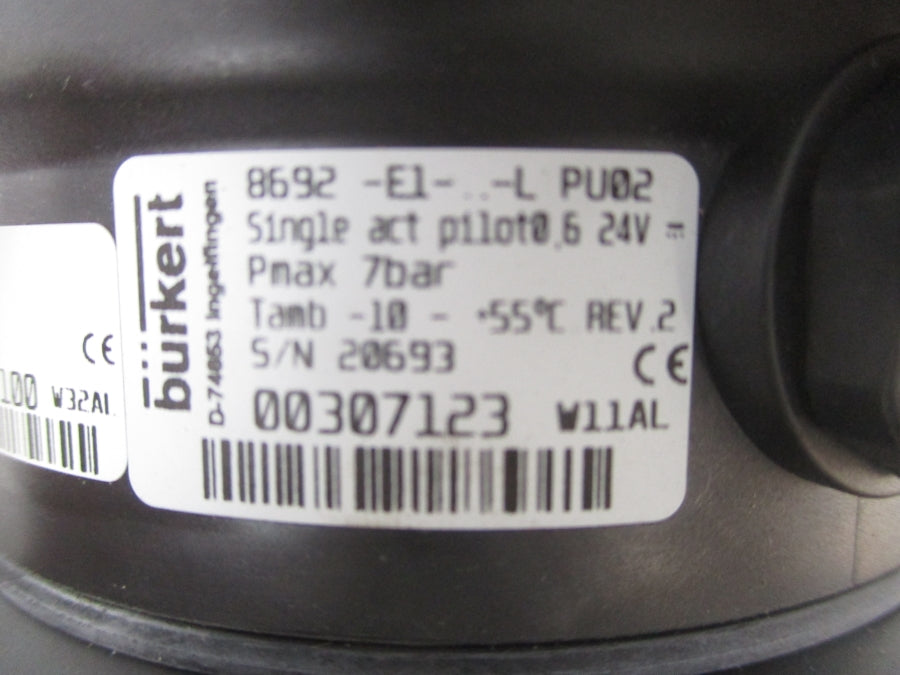 bürkert
D-74653 Ingelfingen
8692 -E1- ..-L PU02
Single act pilot0.6 24V ⎓
Pmax 7bar
Tamb -10 - +55°C REV.2
S/N 20693
CE
00307123 W11AL
CE
100 W32AL